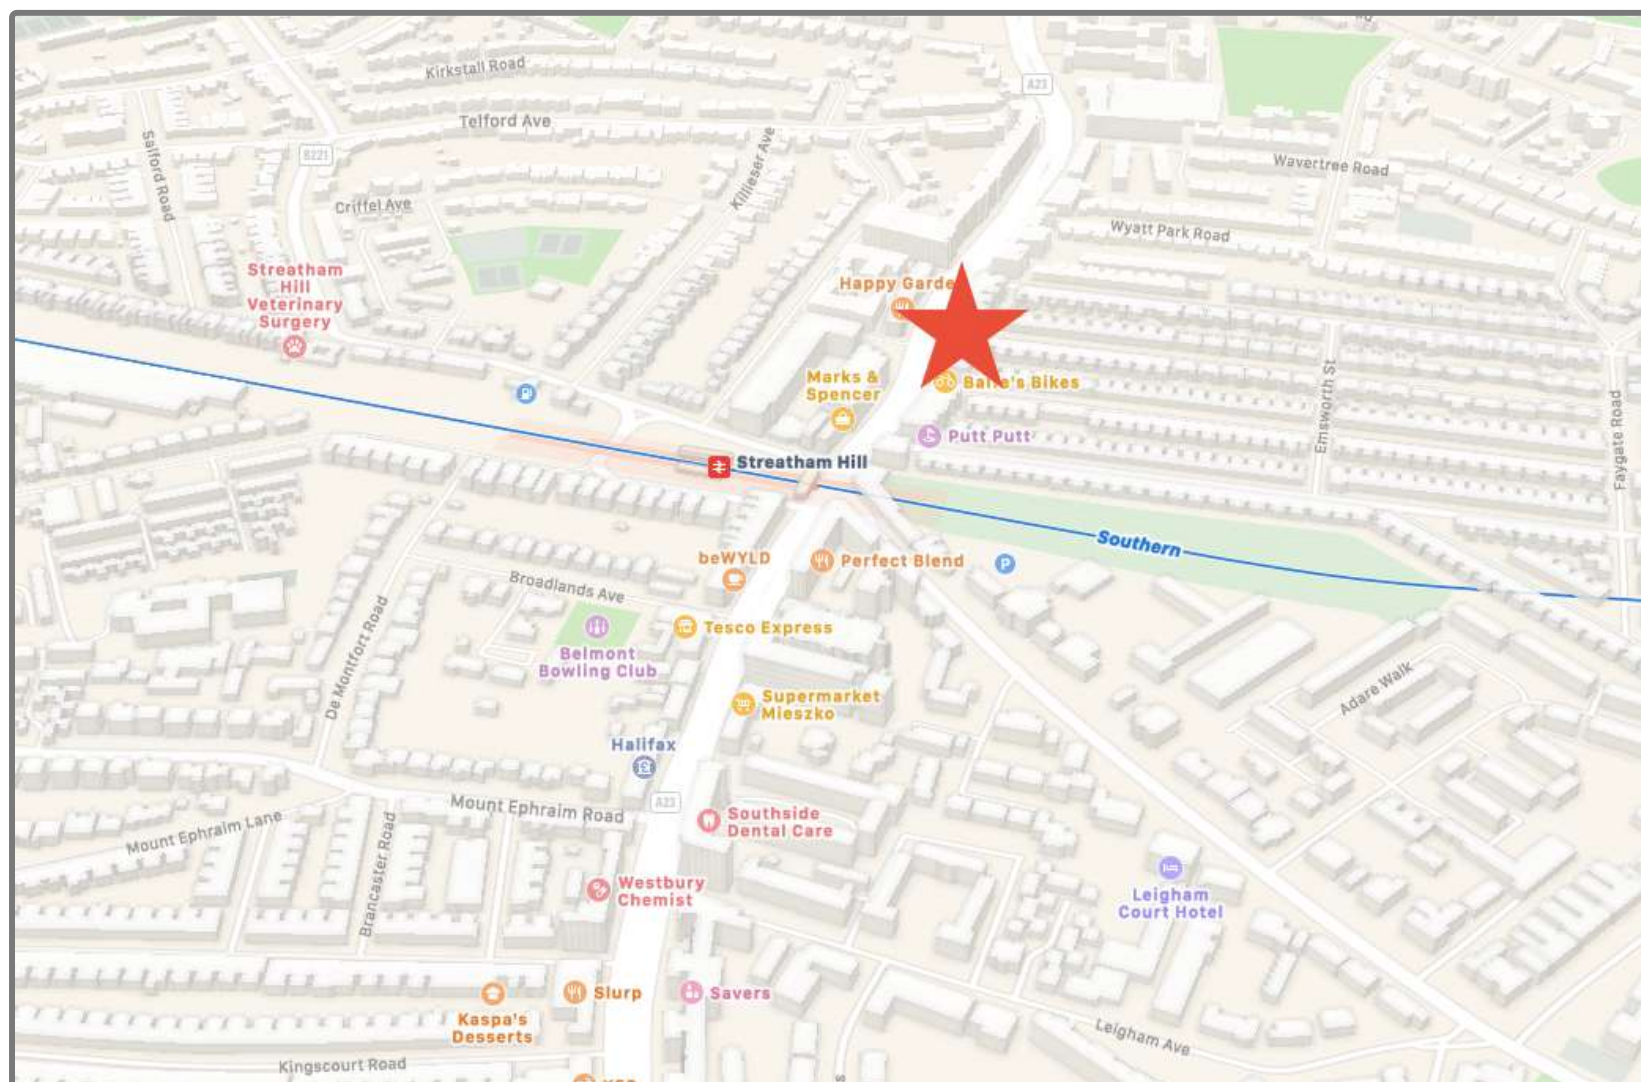 Kirkstall Road
A23
Telford Ave
B221
Salford Road
Killieser Ave
Wavertree Road
Criffel Ave
Wyatt Park Road
Streatham
Hill
Veterinary
Surgery
Happy Garde
Marks &
Spencer
Bikes
Emsworth St
Faygate Road
Putt Putt
Streatham Hill
Southern
beWYLD
Perfect Blend
P
Broadlands Ave
De Montfort Road
Tesco Express
Belmont
Bowling Club
Supermarket
Mieszko
Adare Walk
Halifax
A23
Mount Ephraim Road
Mount Ephraim Lane
Brancaster Road
Southside
Dental Care
Westbury
Chemist
Leigham
Court Hotel
Slurp
Savers
Kaspa's
Desserts
Leigham Ave
Kingscourt Road